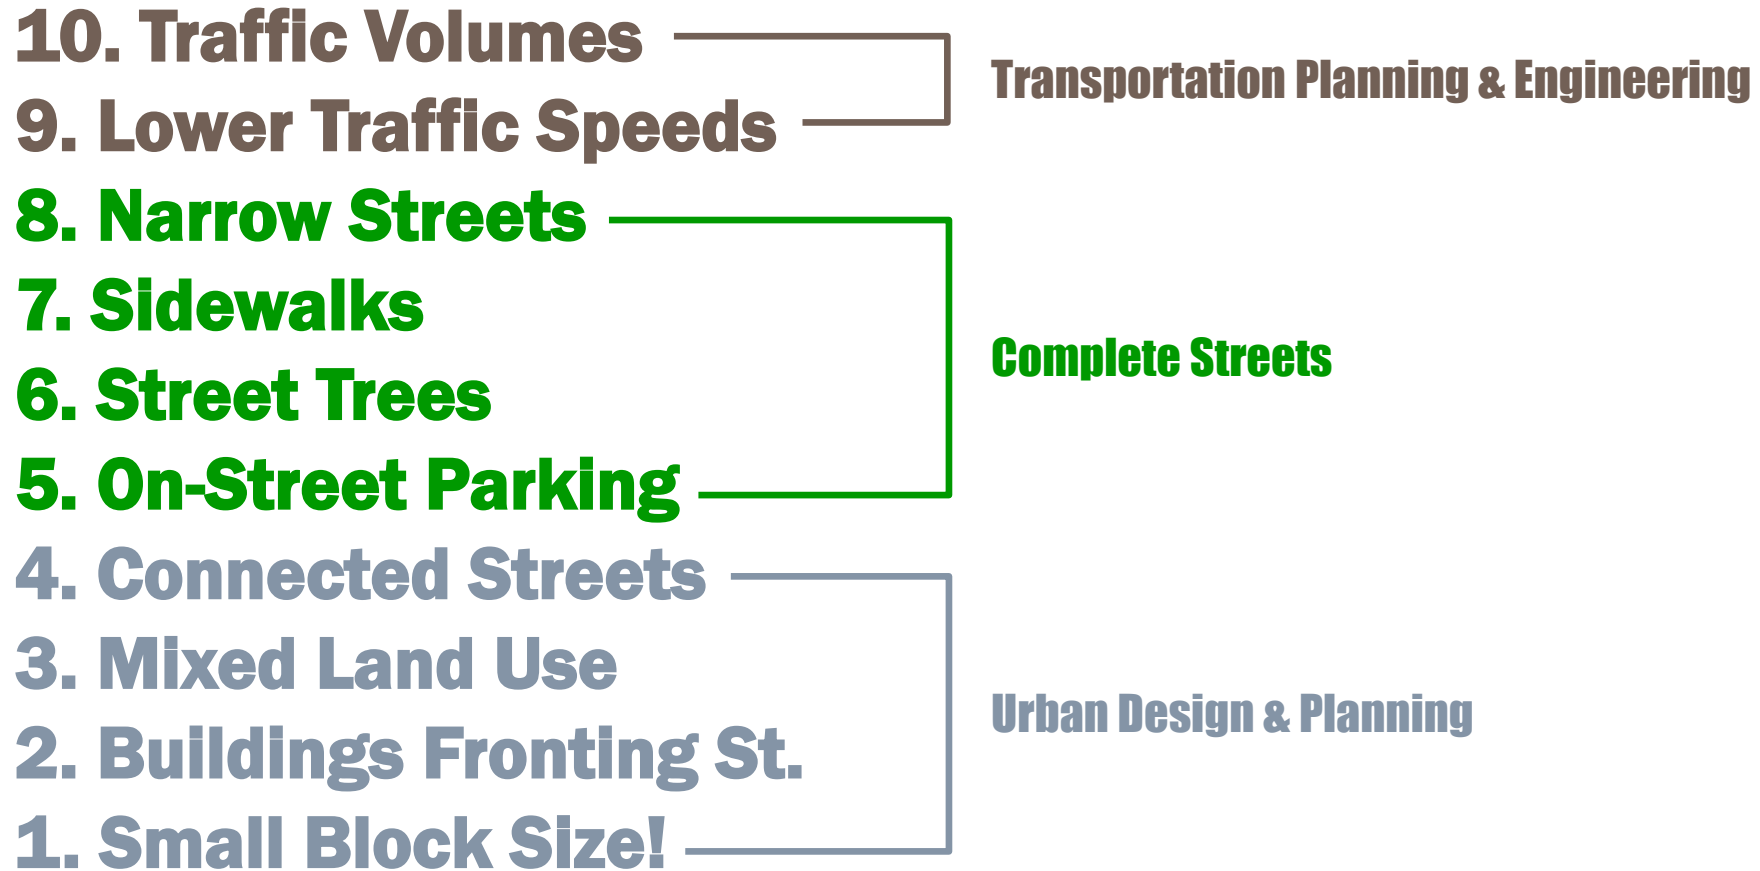 10. Traffic Volumes
9. Lower Traffic Speeds
Transportation Planning & Engineering
8. Narrow Streets
7. Sidewalks
6. Street Trees
5. On-Street Parking
Complete Streets
4. Connected Streets
3. Mixed Land Use
2. Buildings Fronting St.
1. Small Block Size!
Urban Design & Planning